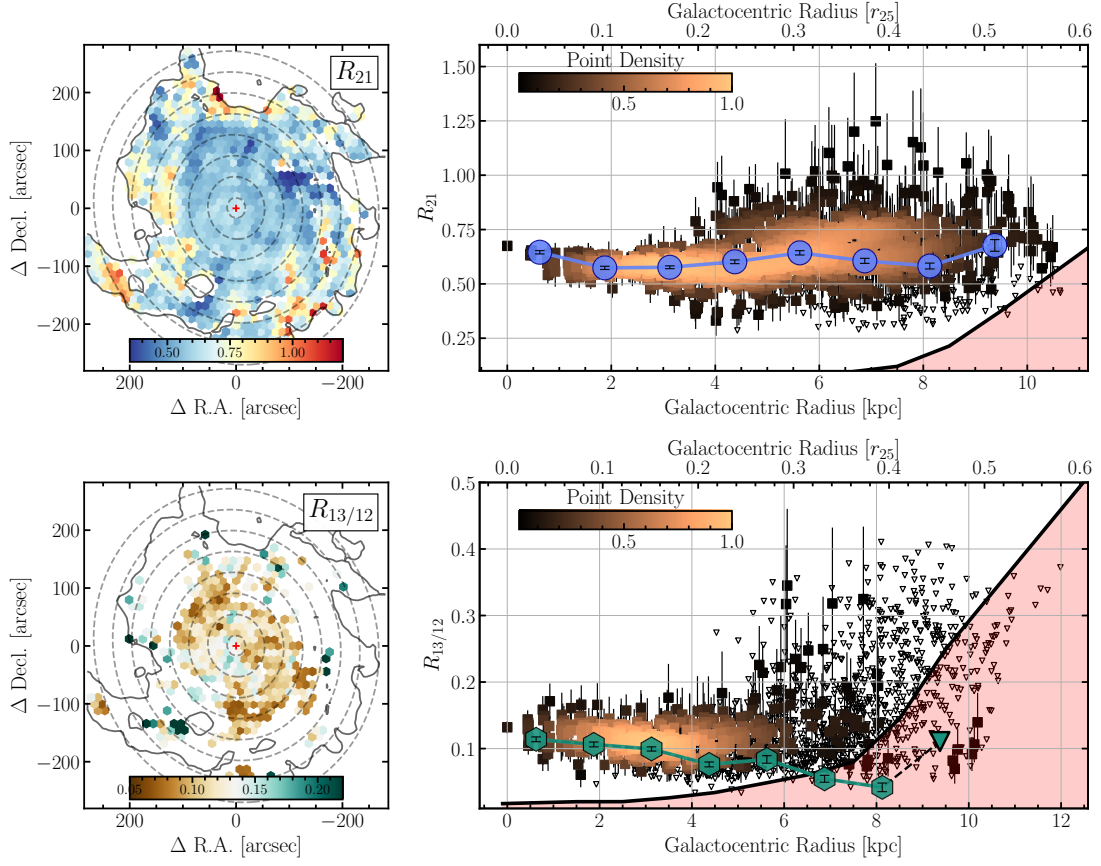 R21
200
100
0
−100
−200
Δ Decl. [arcsec]
0.50 0.75 1.00
200 0 −200
Δ R.A. [arcsec]
Galactocentric Radius [r25]
0.0 0.1 0.2 0.3 0.4 0.5 0.6
Point Density
0.5 1.0
1.50
1.25
1.00
0.75
0.50
0.25
R21
0 2 4 6 8 10
Galactocentric Radius [kpc]
R13/12
200
100
0
−100
−200
Δ Decl. [arcsec]
0.05 0.10 0.15 0.20
200 0 −200
Δ R.A. [arcsec]
Galactocentric Radius [r25]
0.0 0.1 0.2 0.3 0.4 0.5 0.6
Point Density
0.5 1.0
0.5
0.4
0.3
0.2
0.1
R13/12
0 2 4 6 8 10 12
Galactocentric Radius [kpc]